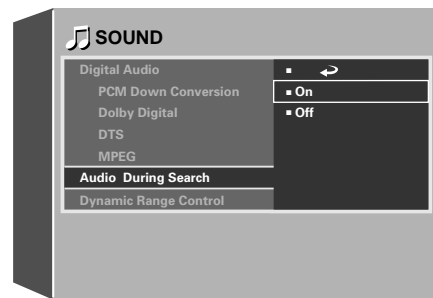 SOUND
Digital Audio
PCM Down Conversion
Dolby Digital
DTS
MPEG
Audio During Search
Dynamic Range Control
On
Off